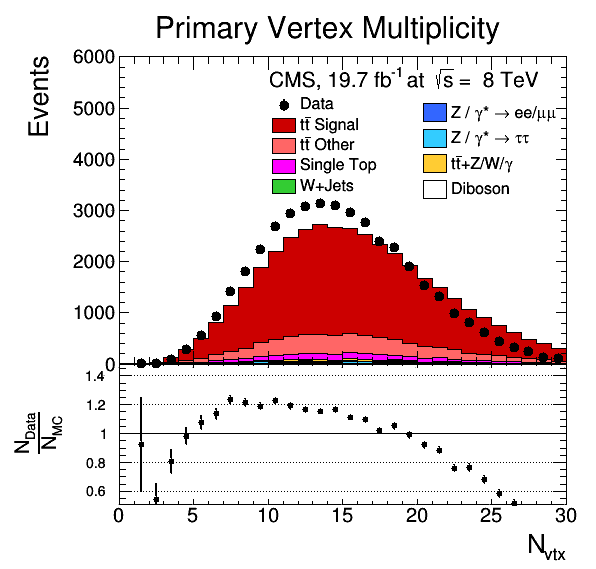 Primary Vertex Multiplicity
Events
6000
5000
4000
3000
2000
1000
0
CMS, 19.7 fb⁻¹ at √s = 8 TeV
Data
tt̄ Signal
tt̄ Other
Single Top
W+Jets
Z / γ* → ee/μμ
Z / γ* → ττ
tt̄+Z/W/γ
Diboson
N_Data
N_MC
1.4
1.2
1
0.8
0.6
0 5 10 15 20 25 30
N_vtx